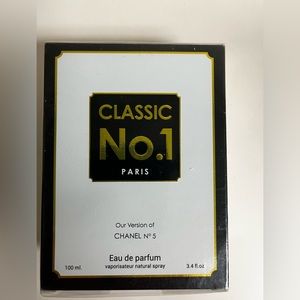 CLASSIC
No.1
PARIS
Our Version of
CHANEL Nº 5
Eau de parfum
vaporisateur natural spray
100 ml.
3.4 fl.oz